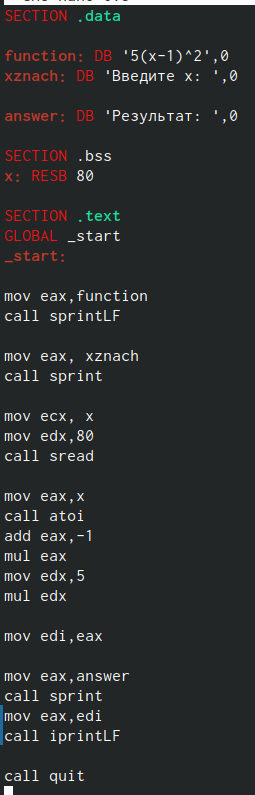 SECTION .data
function: DB '5(x-1)^2',0
xznach: DB 'Введите x: ',0
answer: DB 'Результат: ',0
SECTION .bss
x: RESB 80
SECTION .text
GLOBAL _start
_start:
mov eax,function
call sprintLF
mov eax, xznach
call sprint
mov ecx, x
mov edx,80
call sread
mov eax,x
call atoi
add eax,-1
mul eax
mov edx,5
mul edx
mov edi,eax
mov eax,answer
call sprint
mov eax,edi
call iprintLF
call quit